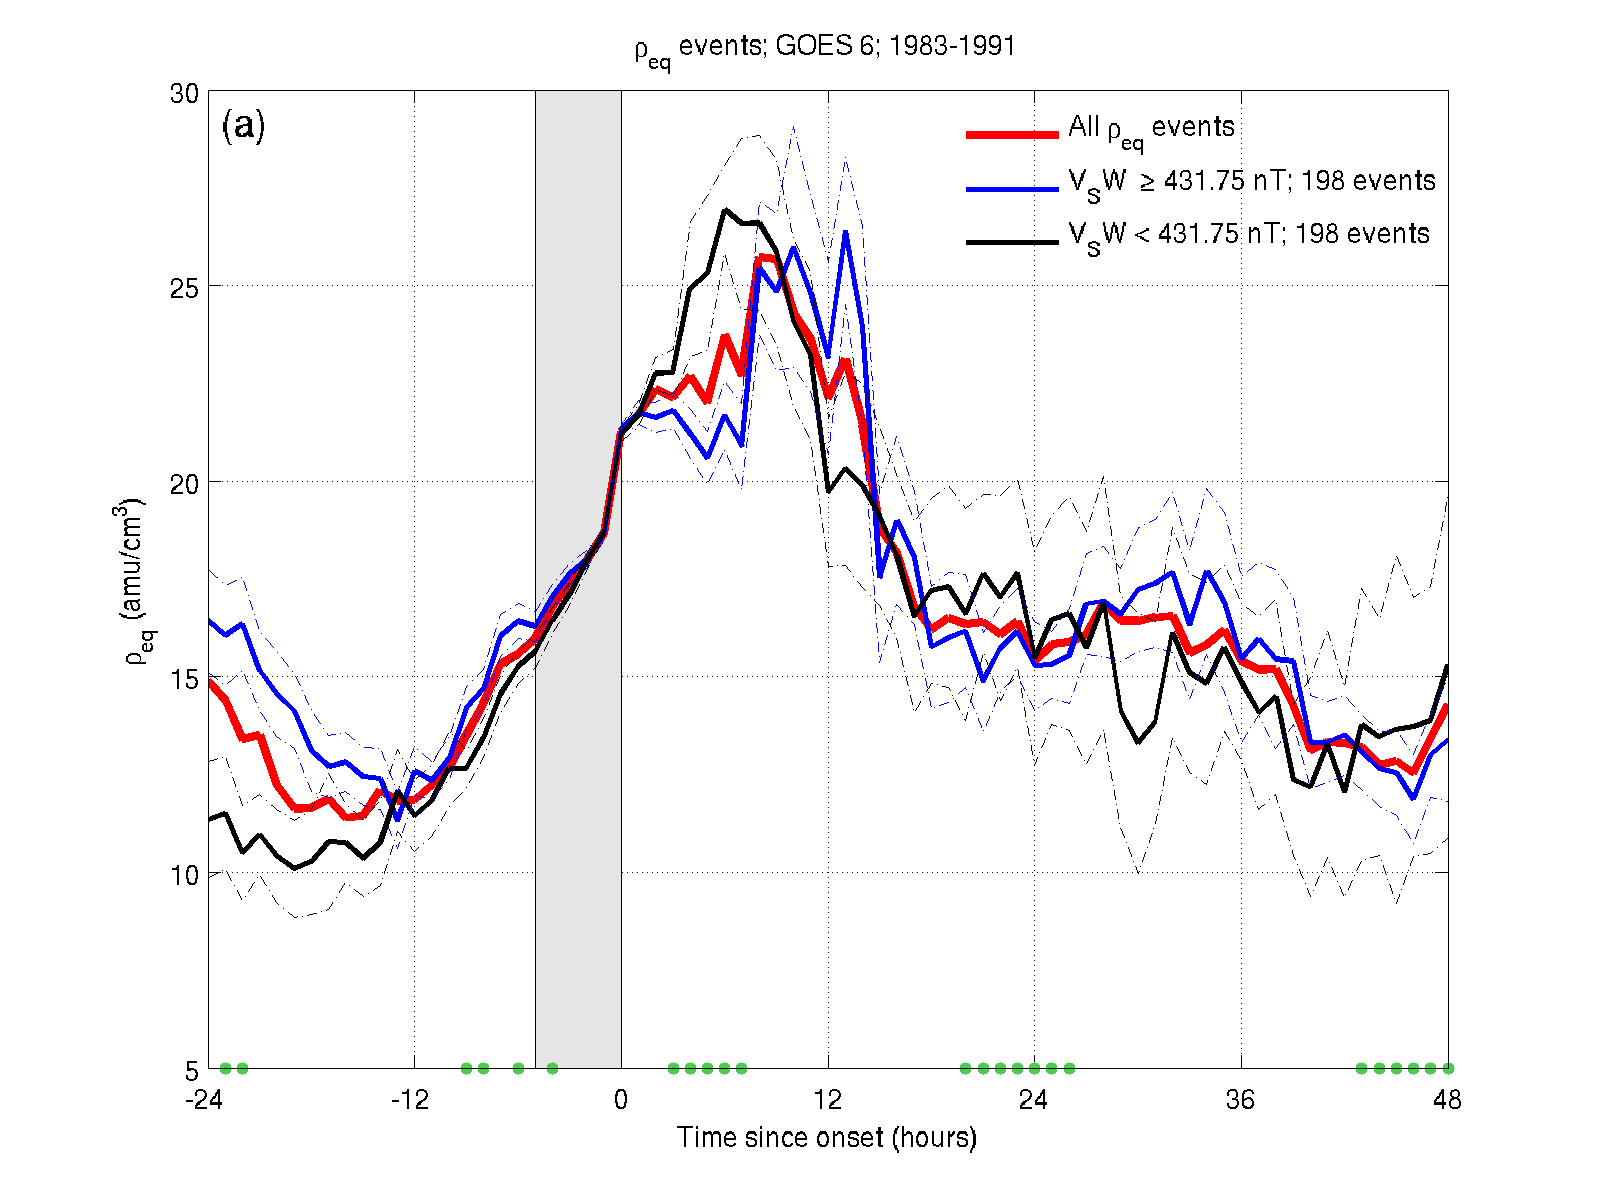 ρeq events; GOES 6; 1983-1991
(a)
All ρeq events
VSW ≥ 431.75 nT; 198 events
VSW < 431.75 nT; 198 events
30
25
20
15
10
5
ρeq (amu/cm3)
-24 -12 0 12 24 36 48
Time since onset (hours)